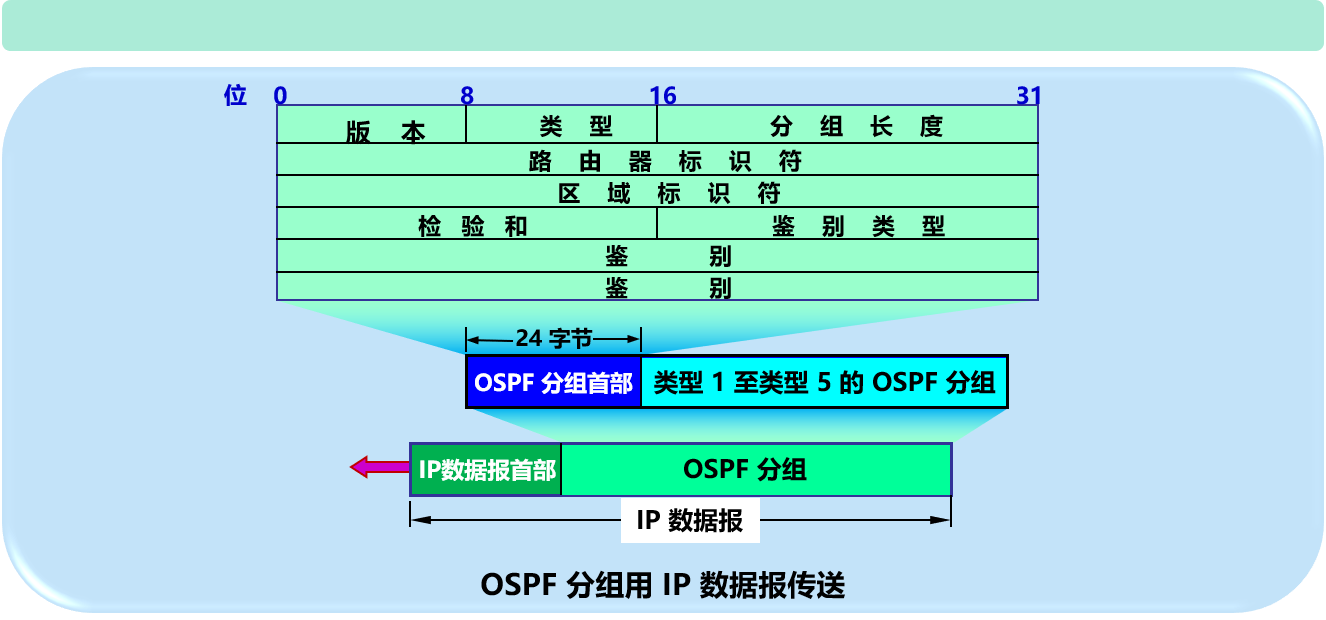 位 0 8 16 31
版 本 类 型 分 组 长 度
路 由 器 标 识 符
区 域 标 识 符
检 验 和 鉴 别 类 型
鉴 别
鉴 别
24 字节
OSPF 分组首部 类型 1 至类型 5 的 OSPF 分组
IP数据报首部 OSPF 分组
IP 数据报
OSPF 分组用 IP 数据报传送